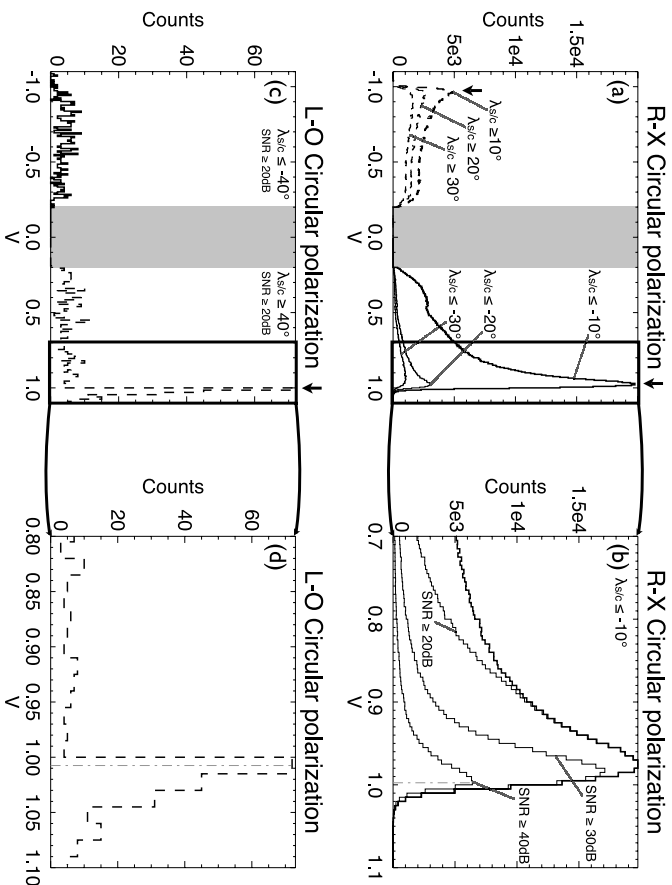 R-X Circular polarization
(a)
Counts
0
5e3
1e4
1.5e4
λs/c ≥10°
λs/c ≥ 20°
λs/c ≥ 30°
λs/c ≤ -10°
λs/c ≤ -20°
λs/c ≤ -30°
-1.0
-0.5
0.0
0.5
1.0
V
R-X Circular polarization
(b)
λs/c ≤ -10°
Counts
0
5e3
1e4
1.5e4
SNR ≥ 20dB
SNR ≥ 30dB
SNR ≥ 40dB
0.7
0.8
0.9
1.0
1.1
V
L-O Circular polarization
(c)
Counts
0
20
40
60
λs/c ≤ -40°
SNR ≥ 20dB
λs/c ≥ 40°
SNR ≥ 20dB
-1.0
-0.5
0.0
0.5
1.0
V
L-O Circular polarization
(d)
Counts
0
20
40
60
0.80
0.85
0.90
0.95
1.00
1.05
1.10
V